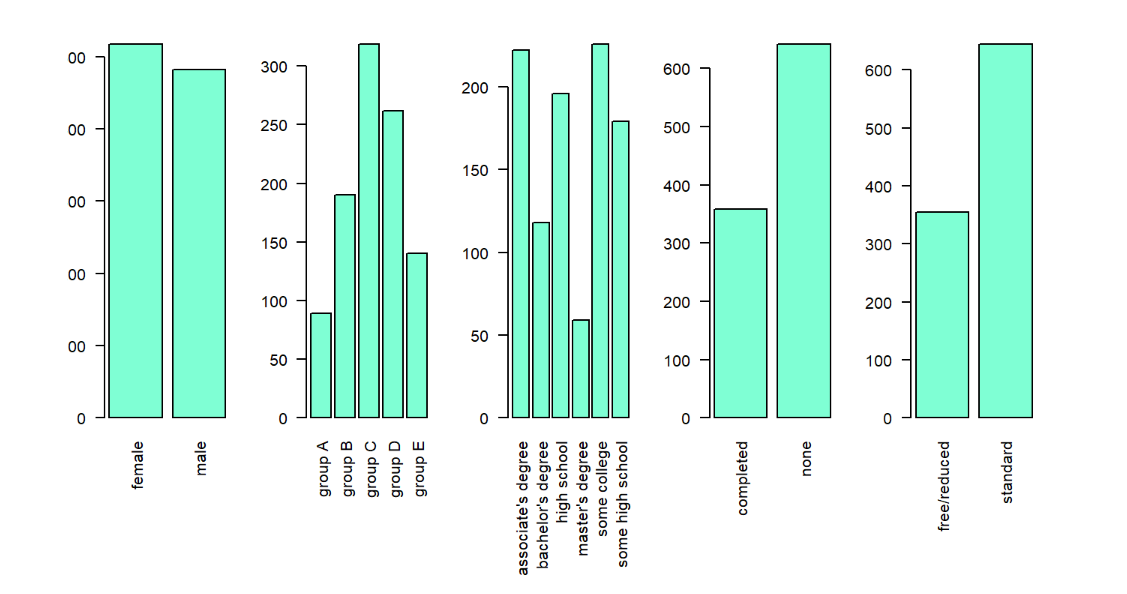 00
00
00
00
00
0
female
male
300
250
200
150
100
50
0
group A
group B
group C
group D
group E
200
150
100
50
0
associate's degree
bachelor's degree
high school
master's degree
some college
some high school
600
500
400
300
200
100
0
completed
none
600
500
400
300
200
100
0
free/reduced
standard